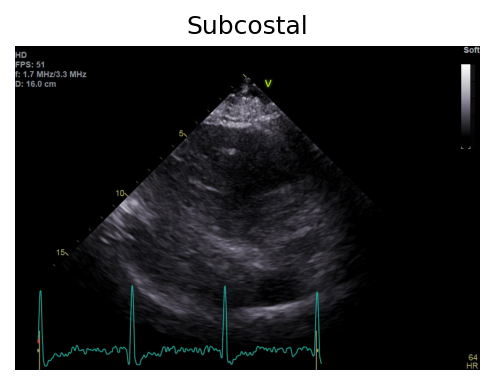 Subcostal
HD
Soft
FPS: 51
f: 1.7 MHz/3.3 MHz
D: 16.0 cm
V
5
10
15
64
HR